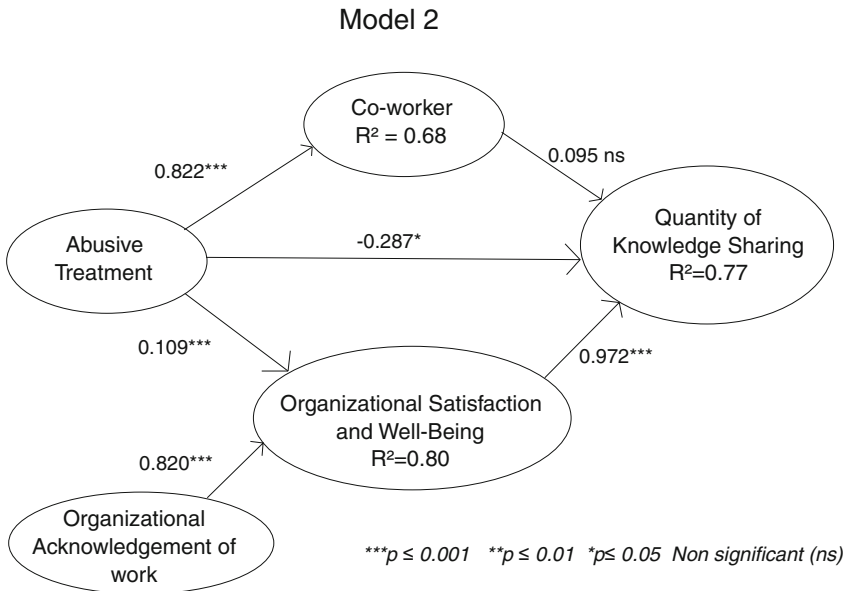 Model 2
Co-worker
R² = 0.68
0.822***
0.095 ns
Abusive
Treatment
-0.287*
Quantity of
Knowledge Sharing
R²=0.77
0.109***
0.972***
Organizational Satisfaction
and Well-Being
R²=0.80
0.820***
Organizational
Acknowledgement of
work
***p ≤ 0.001 **p ≤ 0.01 *p≤ 0.05 Non significant (ns)